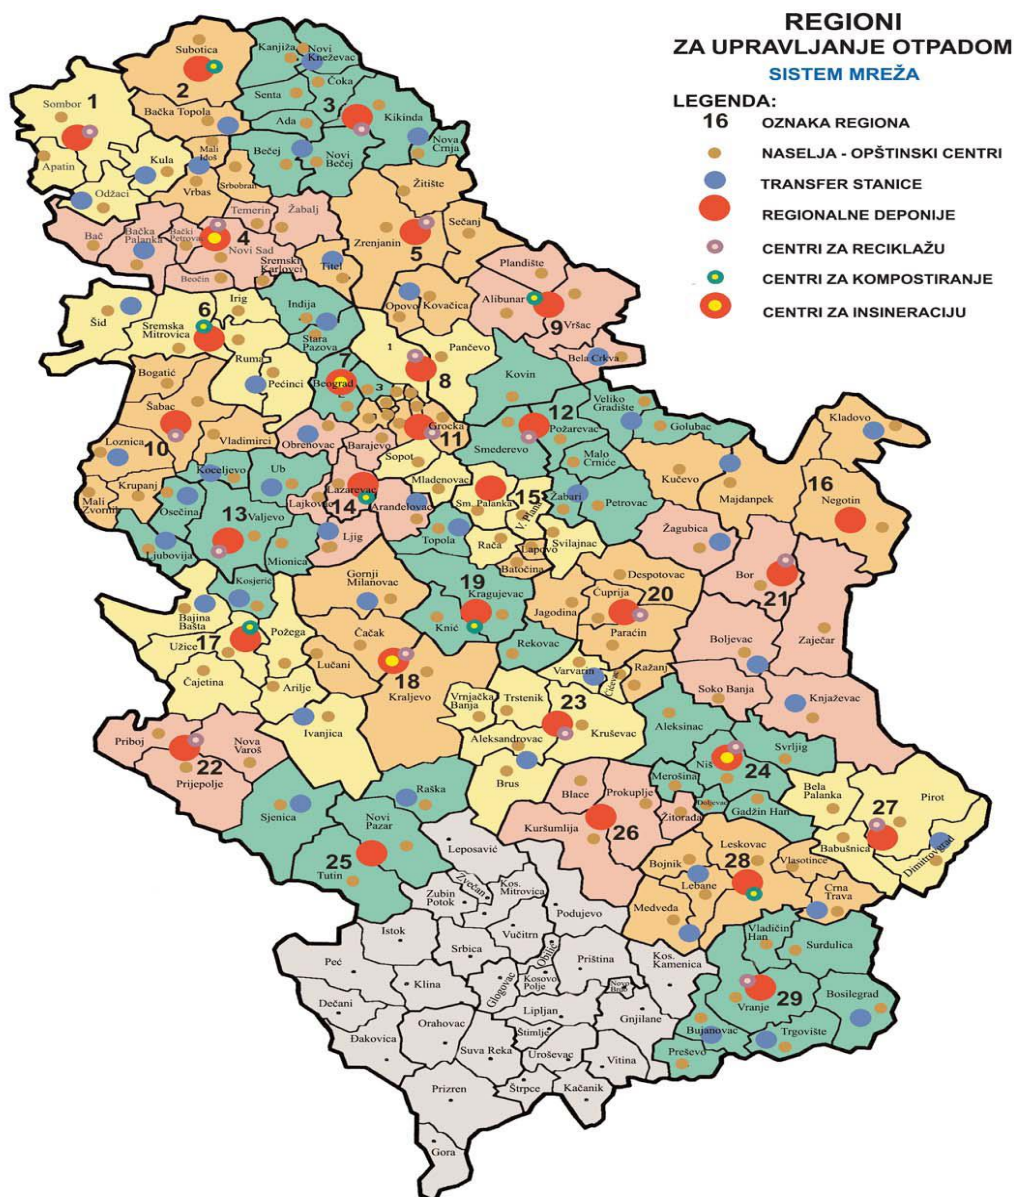 REGIONI
ZA UPRAVLJANJE OTPADOM
SISTEM MREŽA
LEGENDA:
16 OZNAKA REGIONA
NASELJA - OPŠTINSKI CENTRI
TRANSFER STANICE
REGIONALNE DEPONIJE
CENTRI ZA RECIKLAŽU
CENTRI ZA KOMPOSTIRANJE
CENTRI ZA INSINERACIJU
Subotica
2
Kanjiža
Novi
Kneževac
Sombor
1
Bačka Topola
Senta
Čoka
3
Ada
Kikinda
Apatin
Kula
Mali
Iđoš
Bečej
Novi
Bečej
Nova
Crnja
Odžaci
Vrbas
Srbobran
Žitište
Bač
Bačka
Palanka
Bački
Petrovac
Temerin
Žabalj
4
Novi Sad
Zrenjanin
5
Sečanj
Beočin
Sremski
Karlovci
Titel
Plandište
Šid
6
Irig
Sremska
Mitrovica
Inđija
Stara
Pazova
Opovo
Kovačica
Alibunar
9
Vršac
Bela Crkva
Ruma
Pećinci
7
Beograd
1
3
Pančevo
8
Kovin
Bogatić
Šabac
10
Loznica
Vladimirci
Obrenovac
Barajevo
Grocka
11
12
Požarevac
Veliko
Gradište
Golubac
Kladovo
Smederevo
Sopot
Mladenovac
Malo
Crniće
Kučevo
Majdanpek
16
Negotin
Krupanj
Mali
Zvornik
Koceljevo
Ub
Osečina
Lazarevac
Lajkovac
14
Aranđelovac
Sm. Palanka
15
V. Plana
Žabari
Petrovac
13
Valjevo
Ljubovija
Mionica
Ljig
Topola
Rača
Lapovo
Svilajnac
Batočina
Žagubica
Bor
21
Kosjerić
Gornji
Milanovac
19
Kragujevac
Knić
Despotovac
Ćuprija
20
Jagodina
Paraćin
Bajina
Bašta
Užice
17
Požega
Čačak
Lučani
Rekovac
Boljevac
Zaječar
Čajetina
Arilje
18
Kraljevo
Varvarin
Ćićevac
Ražanj
Soko Banja
Knjaževac
Vrnjačka
Banja
Trstenik
23
Kruševac
Ivanjica
Aleksandrovac
Aleksinac
Priboj
Nova
Varoš
22
Prijepolje
Brus
Niš
24
Svrljig
Merošina
Blace
Prokuplje
Doljevac
Gadžin Han
Bela
Palanka
27
Pirot
Sjenica
Raška
Novi
Pazar
Kuršumlija
26
Žitorađa
Babušnica
Dimitrovgrad
25
Tutin
Leposavić
Bojnik
Leskovac
28
Vlasotince
Lebane
Crna
Trava
Medveđa
Zvečan
Zubin
Potok
Kos.
Mitrovica
Podujevo
Istok
Vučitrn
Srbica
Obilić
Priština
Kos.
Kamenica
Vladičin
Han
Surdulica
Peć
Klina
Glogovac
Kosovo
Polje
Novo
Brdo
29
Vranje
Bosilegrad
Dečani
Lipljan
Gnjilane
Orahovac
Štimlje
Bujanovac
Trgovište
Đakovica
Suva Reka
Uroševac
Vitina
Preševo
Prizren
Štrpce
Kačanik
Gora